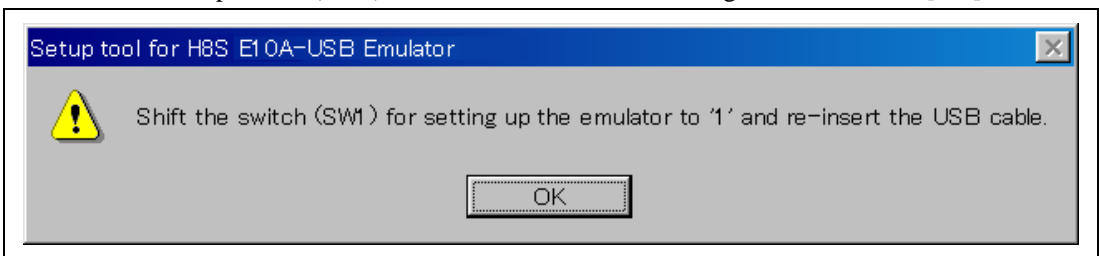 Setup tool for H8S E10A-USB Emulator
Shift the switch (SW1) for setting up the emulator to '1' and re-insert the USB cable.
OK